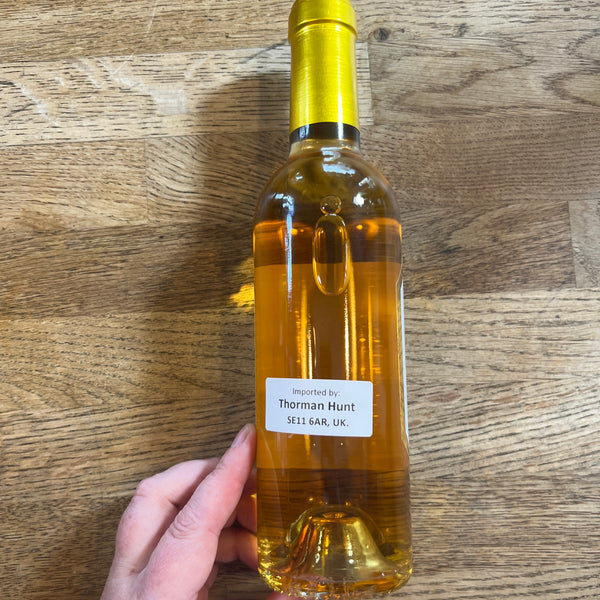 Imported by:
Thorman Hunt
SE11 6AR, UK.